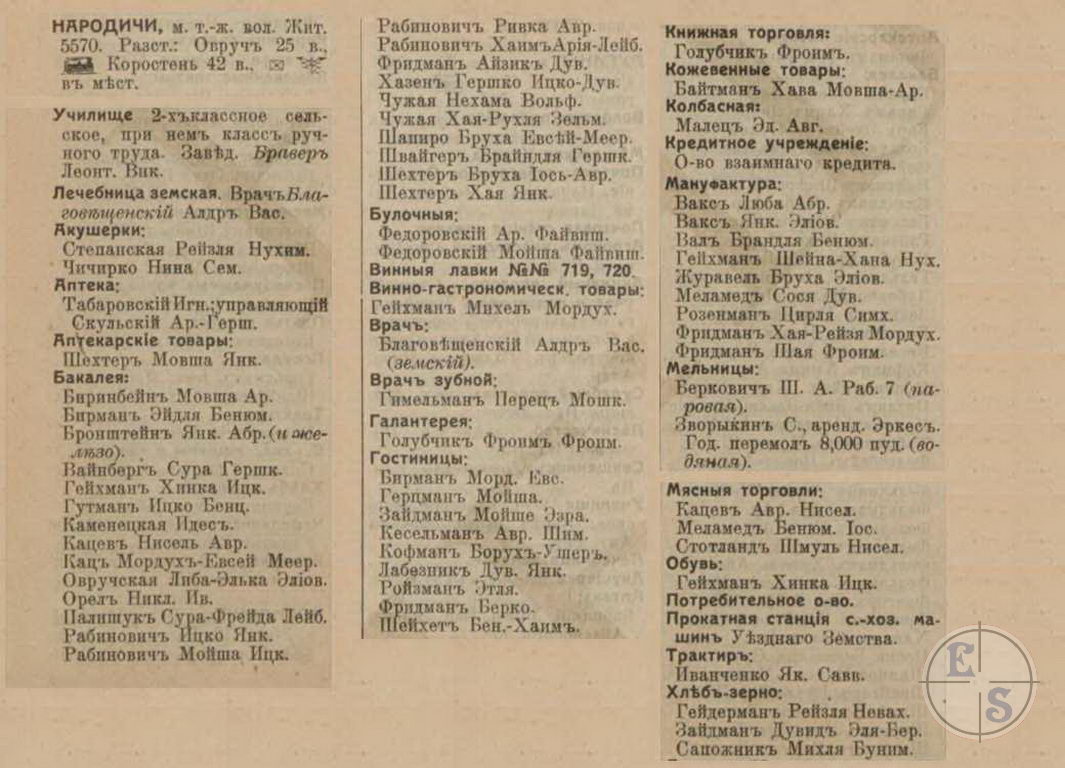 НАРОДИЧИ, м. т.-ж. вол. Жит.
5570. Разст.: Овручъ 25 в.,
Коростень 42 в.,
въ мѣст.
Училище 2-хъклассное сель-
ское, при немъ классъ руч-
ного труда. Завѣд. Браверъ
Леонт. Вик.
Лечебница земская. Врачъ Бла-
говѣщенскій Алдръ Вас.
Акушерки:
Степанская Рейзля Нухим.
Чичирко Нина Сем.
Аптека:
Табаровскій Игн.; управляющій
Скульскій Ар.-Герш.
Аптекарскіе товары:
Шехтеръ Мовша Янк.
Бакалея:
Биринбейнъ Мовша Ар.
Бирманъ Эйдля Бенюм.
Бронштейнъ Янк. Абр. (и же-
лѣзо).
Вайнбергъ Сура Гершк.
Гейхманъ Хинка Ицк.
Гутманъ Ицко Бенц.
Каменецкая Идесъ.
Кацевъ Нисель Авр.
Кацъ Мордухъ-Евсей Меер.
Овручская Либа-Элька Эліов.
Орелъ Никл. Ив.
Палишукъ Сура-Фрейда Лейб.
Рабиновичъ Ицко Янк.
Рабиновичъ Мойша Ицк.
Рабиновичъ Ривка Авр.
Рабиновичъ ХаимъАрія-Лейб.
Фридманъ Айзикъ Дув.
Хазенъ Гершко Ицко-Дув.
Чужая Нехама Вольф.
Чужая Хая-Рухля Зельм.
Шапиро Бруха Евсѣй-Меер.
Швайгеръ Брайндля Гершк.
Шехтеръ Бруха Іось-Авр.
Шехтеръ Хая Янк.
Булочныя:
Федоровскій Ар. Файвиш.
Федоровскій Мойша Файвиш.
Винныя лавки №№ 719, 720.
Винно-гастрономическ. товары:
Гейхманъ Михель Мордух.
Врачъ:
Благовѣщенскій Алдръ Вас.
(земскій).
Врачъ зубной:
Гимельманъ Перецъ Мошк.
Галантерея:
Голубчикъ Фроимъ Фроим.
Гостиницы:
Бирманъ Морд. Евс.
Герцманъ Мойша.
Зайдманъ Мойше Эзра.
Кесельманъ Авр. Шим.
Кофманъ Борухъ-Ушеръ.
Лабезникъ Дув. Янк.
Ройзманъ Этля.
Фридманъ Берко.
Шейхетъ Бен.-Хаимъ.
Книжная торговля:
Голубчикъ Фроимъ.
Кожевенные товары:
Байтманъ Хава Мовша-Ар.
Колбасная:
Малецъ Эд. Авг.
Кредитное учрежденіе:
О-во взаимнаго кредита.
Мануфактура:
Ваксъ Люба Абр.
Ваксъ Янк. Эліов.
Валъ Брандля Бенюм.
Гейхманъ Шейна-Хана Нух.
Журавель Бруха Эліов.
Меламедъ Сося Дув.
Розенманъ Цирля Симх.
Фридманъ Хая-Рейзя Мордух.
Фридманъ Шая Фроим.
Мельницы:
Берковичъ Ш. А. Раб. 7 (па-
ровая).
Зворыкинъ С., аренд. Эркесъ.
Год. перемолъ 8,000 пуд. (во-
дяная).
Мясныя торговли:
Кацевъ Авр. Нисел.
Меламедъ Бенюм. Іос.
Стотландъ Шмуль Нисел.
Обувь:
Гейхманъ Хинка Ицк.
Потребительное о-во.
Прокатная станція с.-хоз. ма-
шинъ Уѣзднаго Земства.
Трактиръ:
Иванченко Як. Савв.
Хлѣбъ-зерно:
Гейдерманъ Рейзля Невах.
Зайдманъ Дувидъ Эля-Бер.
Сапожникъ Михля Буним.
E
S